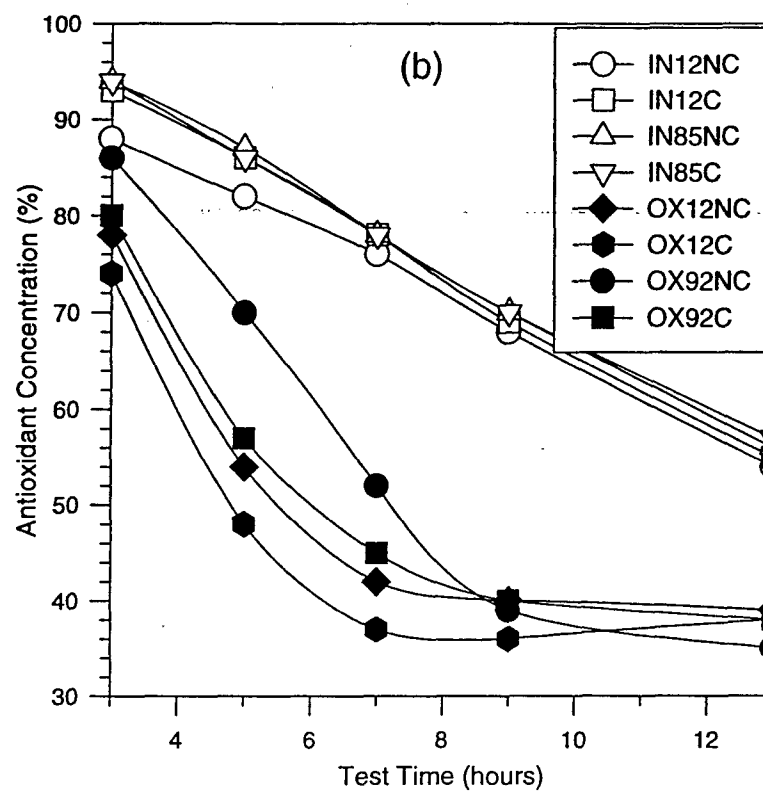 100
90
80
70
60
50
40
30
Antioxidant Concentration (%)
(b)
IN12NC
IN12C
IN85NC
IN85C
OX12NC
OX12C
OX92NC
OX92C
4
6
8
10
12
Test Time (hours)